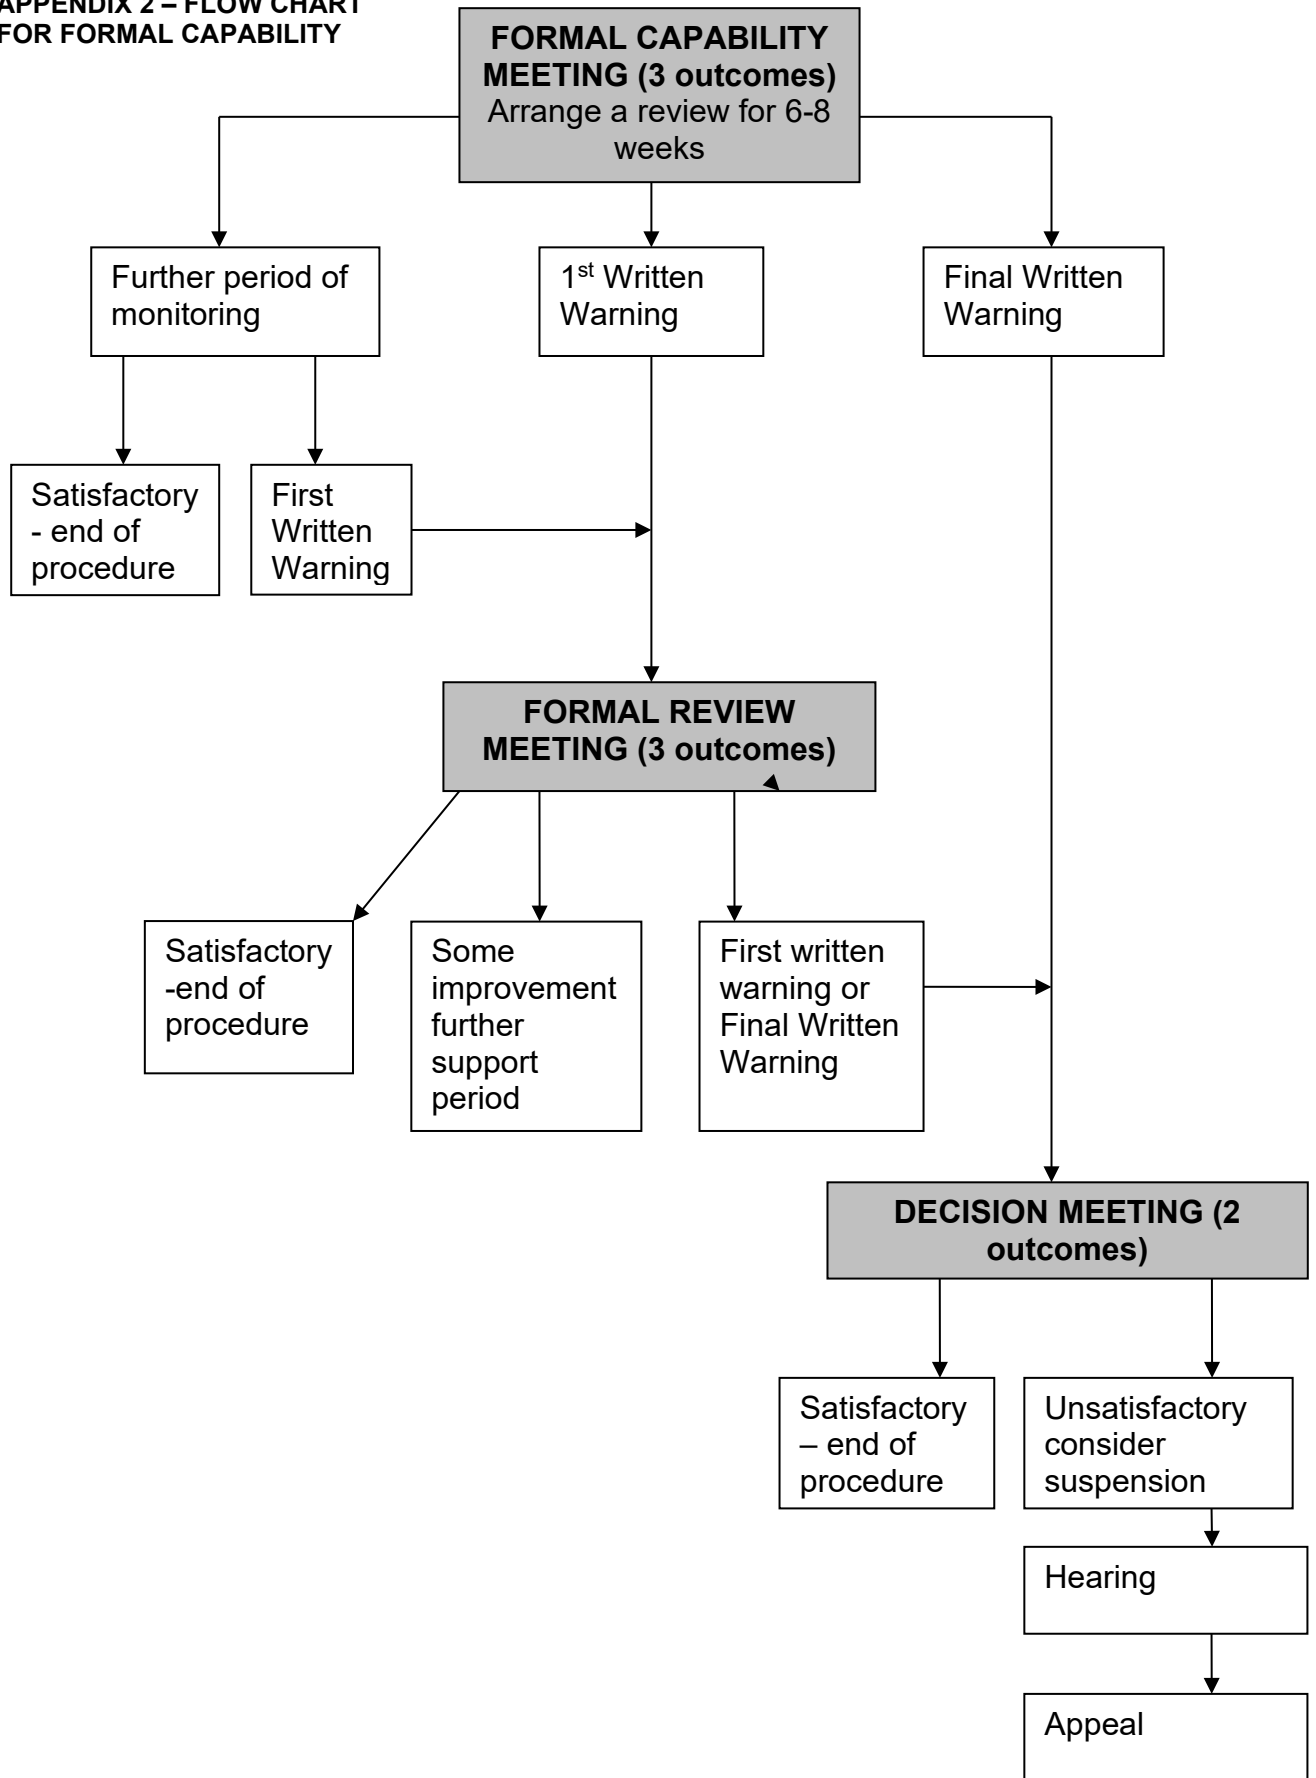 APPENDIX 2 – FLOW CHART
FOR FORMAL CAPABILITY
FORMAL CAPABILITY
MEETING (3 outcomes)
Arrange a review for 6-8
weeks
Further period of
monitoring
1st Written
Warning
Final Written
Warning
Satisfactory
- end of
procedure
First
Written
Warning
FORMAL REVIEW
MEETING (3 outcomes)
Satisfactory
-end of
procedure
Some
improvement
further
support
period
First written
warning or
Final Written
Warning
DECISION MEETING (2
outcomes)
Satisfactory
– end of
procedure
Unsatisfactory
consider
suspension
Hearing
Appeal